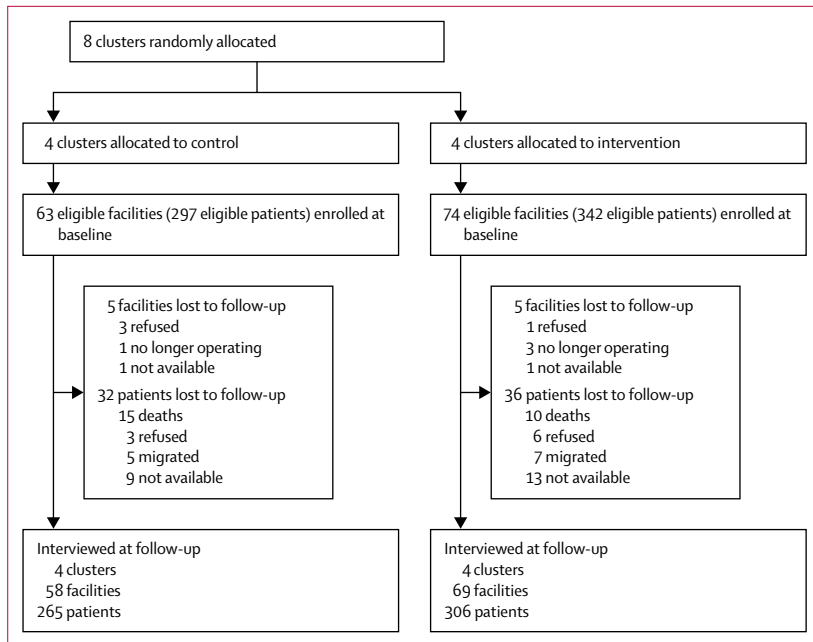 8 clusters randomly allocated
4 clusters allocated to control
4 clusters allocated to intervention
63 eligible facilities (297 eligible patients) enrolled at
baseline
74 eligible facilities (342 eligible patients) enrolled at
baseline
5 facilities lost to follow-up
3 refused
1 no longer operating
1 not available
32 patients lost to follow-up
15 deaths
3 refused
5 migrated
9 not available
5 facilities lost to follow-up
1 refused
3 no longer operating
1 not available
36 patients lost to follow-up
10 deaths
6 refused
7 migrated
13 not available
Interviewed at follow-up
4 clusters
58 facilities
265 patients
Interviewed at follow-up
4 clusters
69 facilities
306 patients